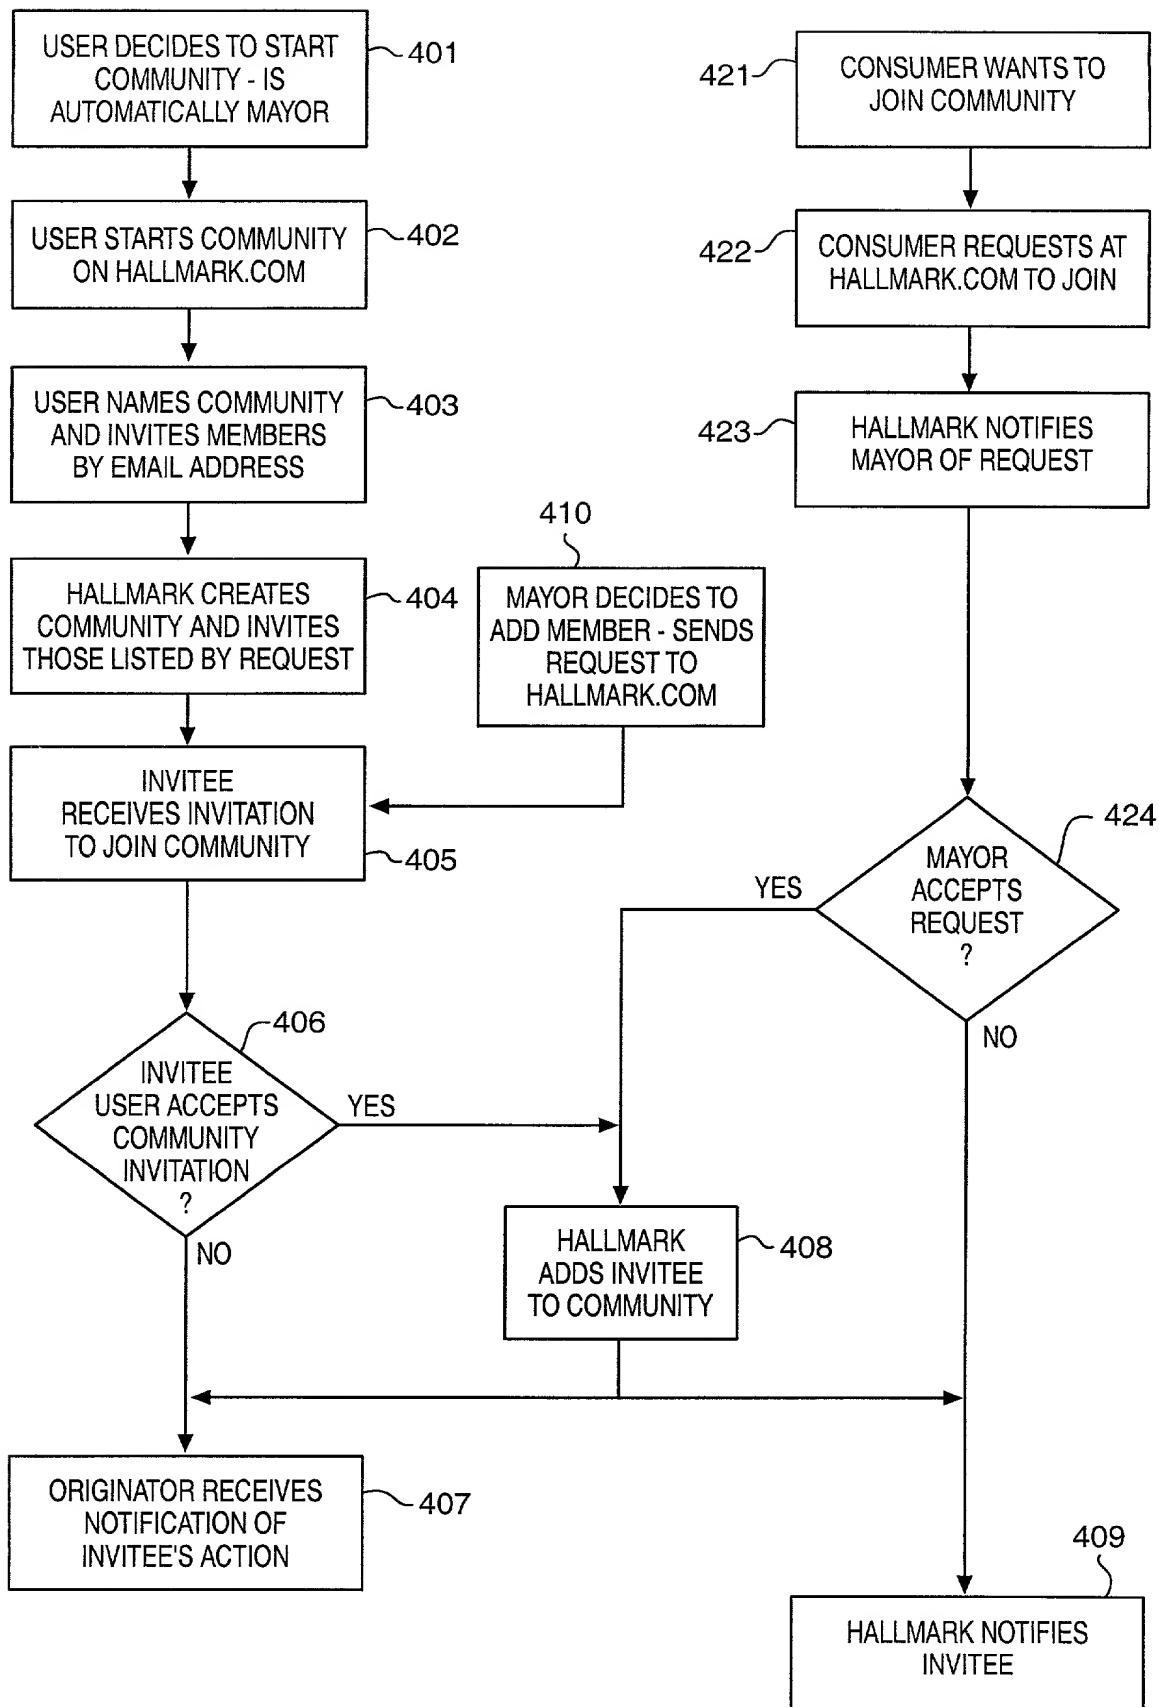 USER DECIDES TO START
COMMUNITY - IS
AUTOMATICALLY MAYOR
401
USER STARTS COMMUNITY
ON HALLMARK.COM
402
USER NAMES COMMUNITY
AND INVITES MEMBERS
BY EMAIL ADDRESS
403
HALLMARK CREATES
COMMUNITY AND INVITES
THOSE LISTED BY REQUEST
404
410
MAYOR DECIDES TO
ADD MEMBER - SENDS
REQUEST TO
HALLMARK.COM
INVITEE
RECEIVES INVITATION
TO JOIN COMMUNITY
405
406
INVITEE
USER ACCEPTS
COMMUNITY
INVITATION
?
YES
NO
421
CONSUMER WANTS TO
JOIN COMMUNITY
422
CONSUMER REQUESTS AT
HALLMARK.COM TO JOIN
423
HALLMARK NOTIFIES
MAYOR OF REQUEST
424
MAYOR
ACCEPTS
REQUEST
?
YES
NO
HALLMARK
ADDS INVITEE
TO COMMUNITY
408
ORIGINATOR RECEIVES
NOTIFICATION OF
INVITEE'S ACTION
407
409
HALLMARK NOTIFIES
INVITEE